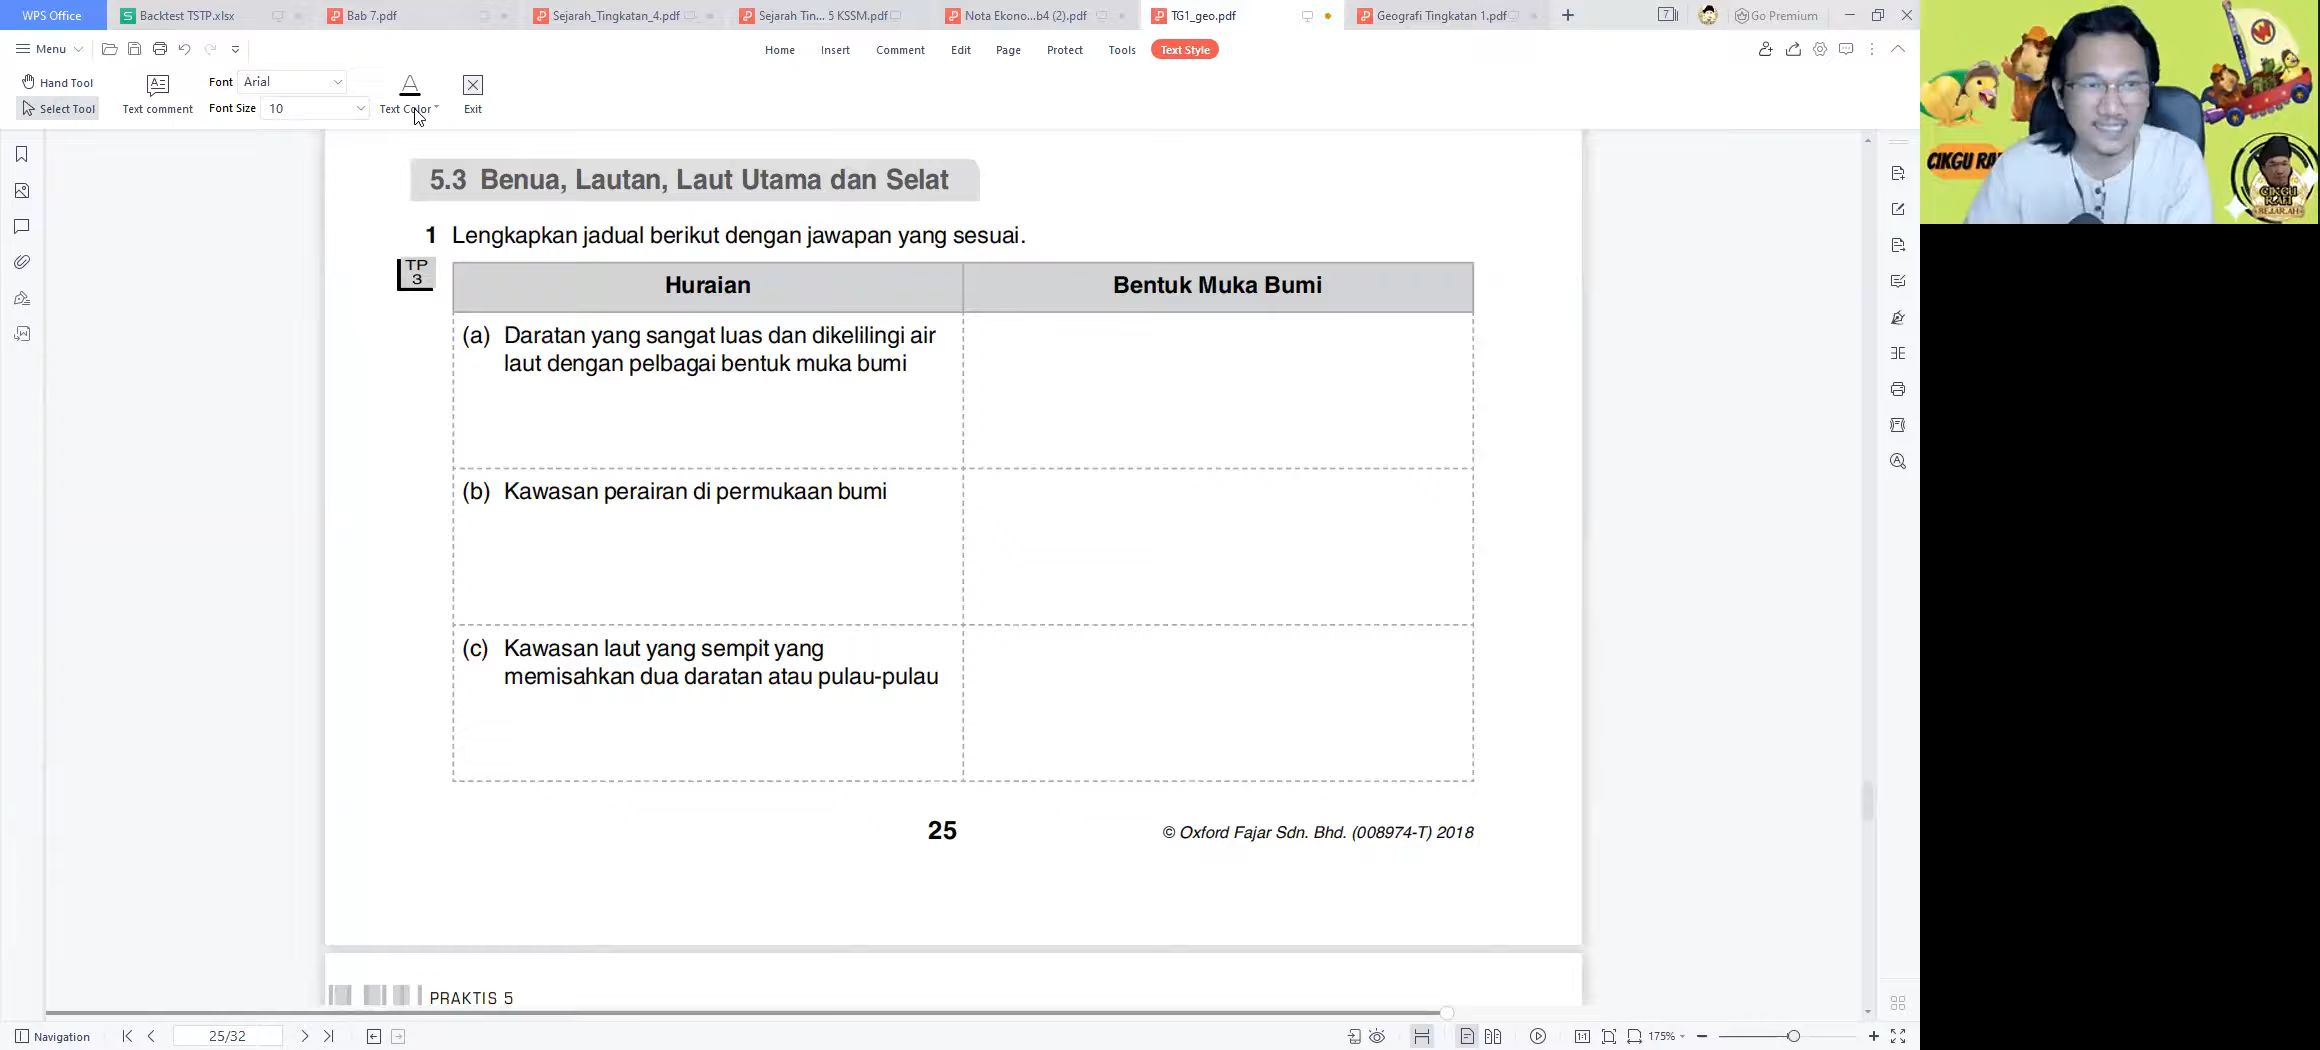 WPS Office
Backtest TSTP.xlsx
Bab 7.pdf
Sejarah_Tingkatan_4.pdf
Sejarah Tin... 5 KSSM.pdf
Nota Ekono...b4 (2).pdf
TG1_geo.pdf
Geografi Tingkatan 1.pdf
7
Go Premium
Menu
Home
Insert
Comment
Edit
Page
Protect
Tools
Text Style
Hand Tool
Select Tool
Text comment
Font Arial
Font Size 10
Text Color
Exit
5.3 Benua, Lautan, Laut Utama dan Selat
1 Lengkapkan jadual berikut dengan jawapan yang sesuai.
TP
3
Huraian
Bentuk Muka Bumi
(a) Daratan yang sangat luas dan dikelilingi air
laut dengan pelbagai bentuk muka bumi
(b) Kawasan perairan di permukaan bumi
(c) Kawasan laut yang sempit yang
memisahkan dua daratan atau pulau-pulau
25
© Oxford Fajar Sdn. Bhd. (008974-T) 2018
PRAKTIS 5
Navigation
25/32
1:1
175%
CIKGU
CIKGU
RAFI
SEJARAH